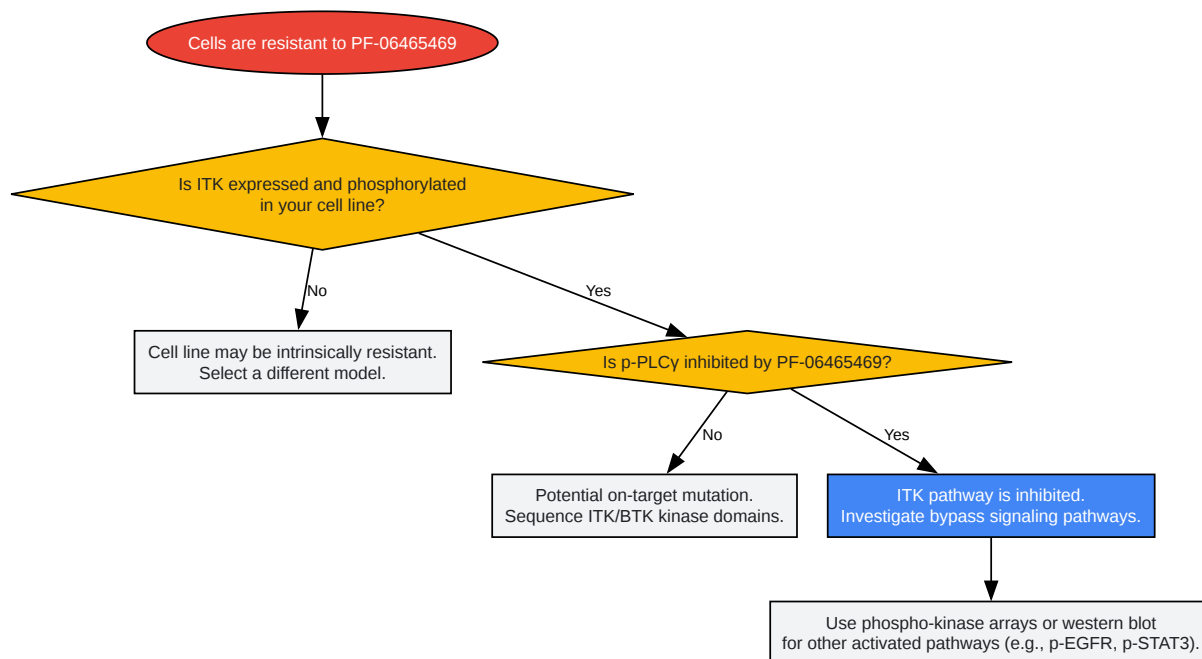 Cells are resistant to PF-06465469
Is ITK expressed and phosphorylated
in your cell line?
No
Yes
Cell line may be intrinsically resistant.
Select a different model.
Is p-PLCγ inhibited by PF-06465469?
No
Yes
Potential on-target mutation.
Sequence ITK/BTK kinase domains.
ITK pathway is inhibited.
Investigate bypass signaling pathways.
Use phospho-kinase arrays or western blot
for other activated pathways (e.g., p-EGFR, p-STAT3).